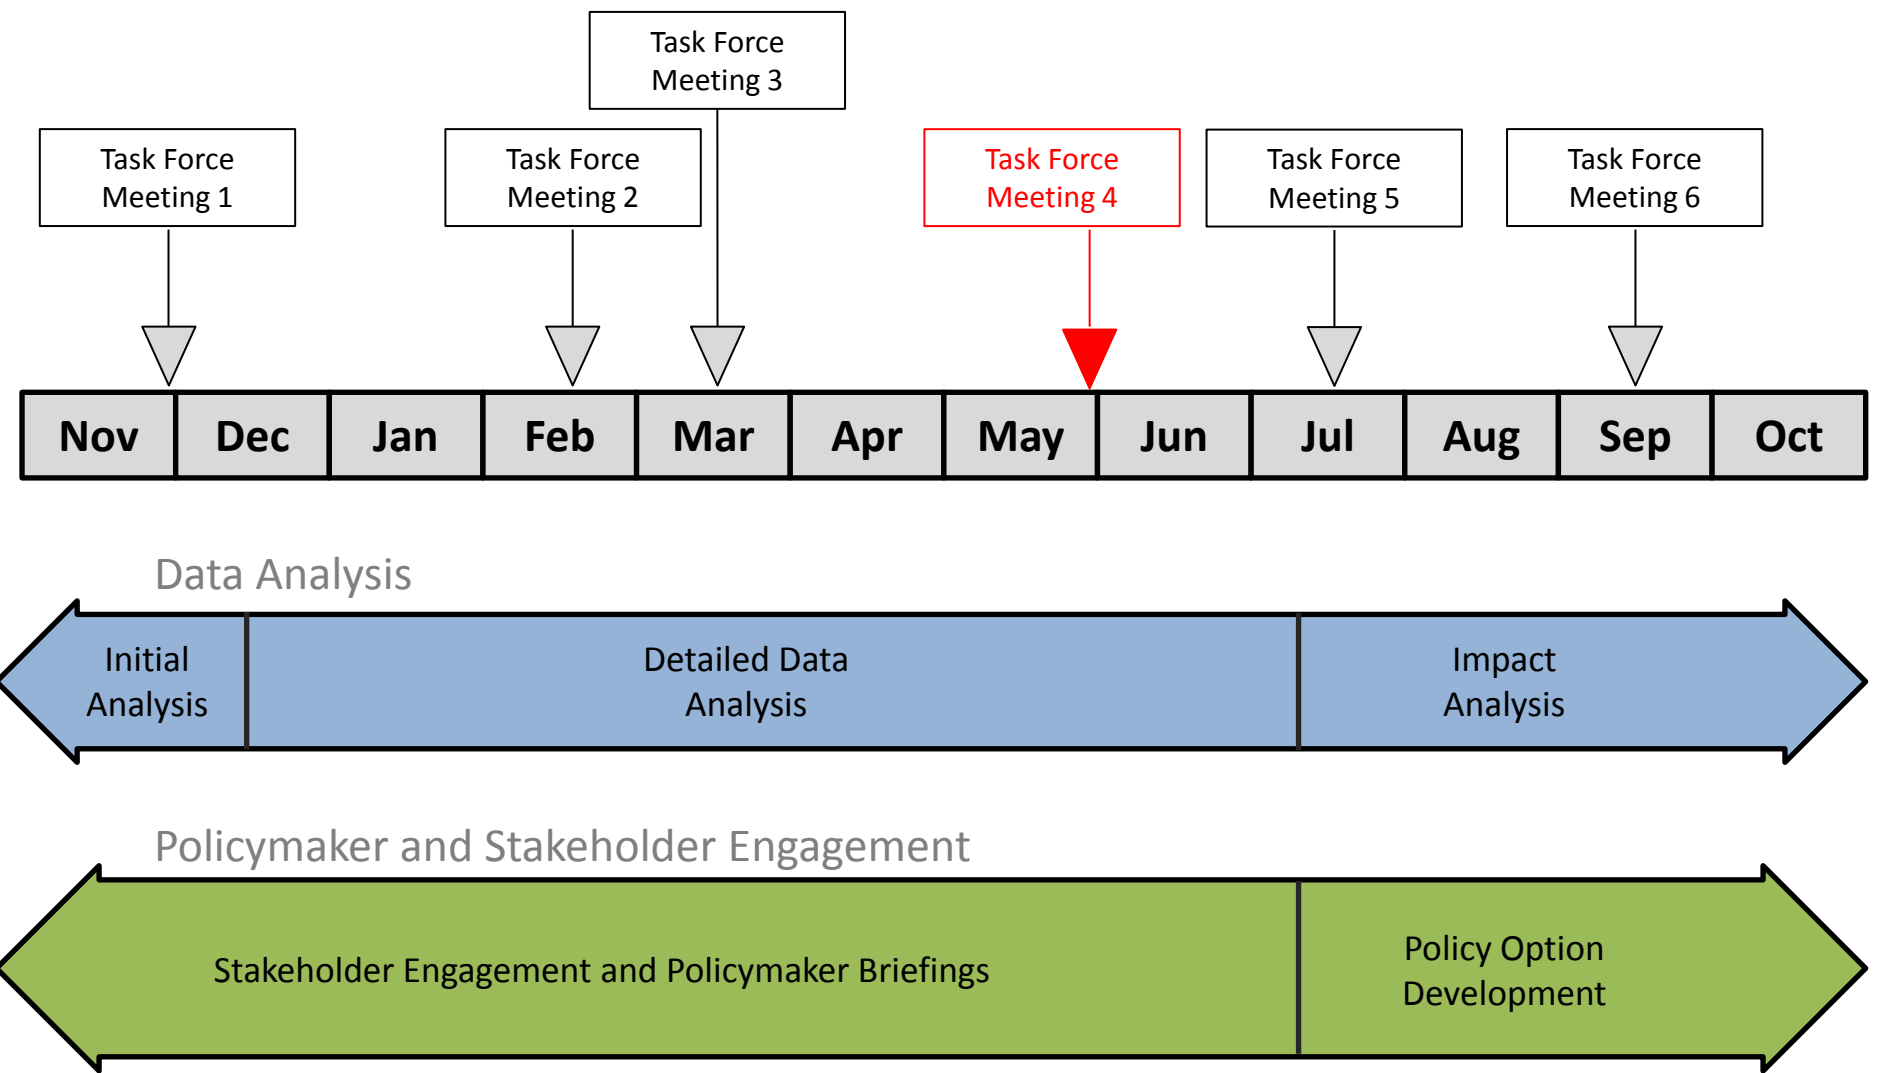 Task Force
Meeting 3
Task Force
Meeting 1
Task Force
Meeting 2
Task Force
Meeting 4
Task Force
Meeting 5
Task Force
Meeting 6
Nov Dec Jan Feb Mar Apr May Jun Jul Aug Sep Oct
Data Analysis
Initial
Analysis
Detailed Data
Analysis
Impact
Analysis
Policymaker and Stakeholder Engagement
Stakeholder Engagement and Policymaker Briefings
Policy Option
Development